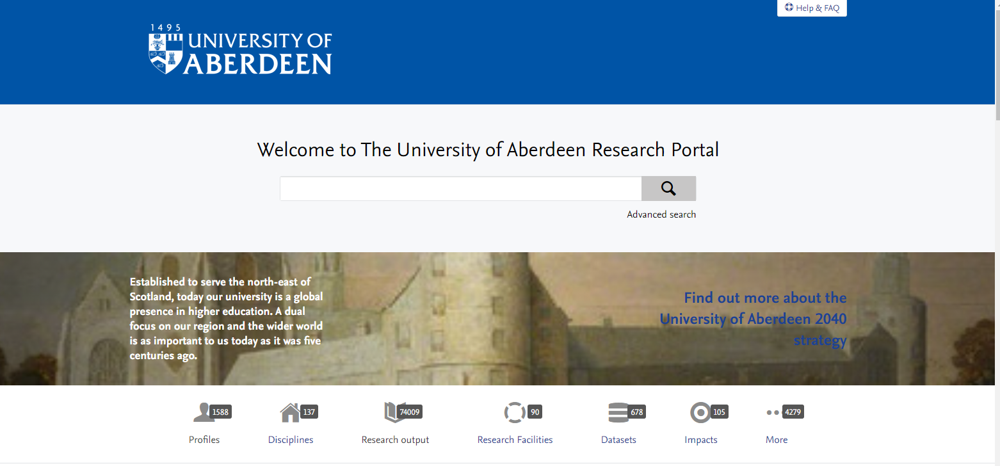 Help & FAQ
1495
UNIVERSITY OF
ABERDEEN
Welcome to The University of Aberdeen Research Portal
Advanced search
Established to serve the north-east of
Scotland, today our university is a global
presence in higher education. A dual
focus on our region and the wider world
is as important to us today as it was five
centuries ago.
Find out more about the
University of Aberdeen 2040
strategy
1588
Profiles
137
Disciplines
74009
Research output
90
Research Facilities
678
Datasets
105
Impacts
4279
More